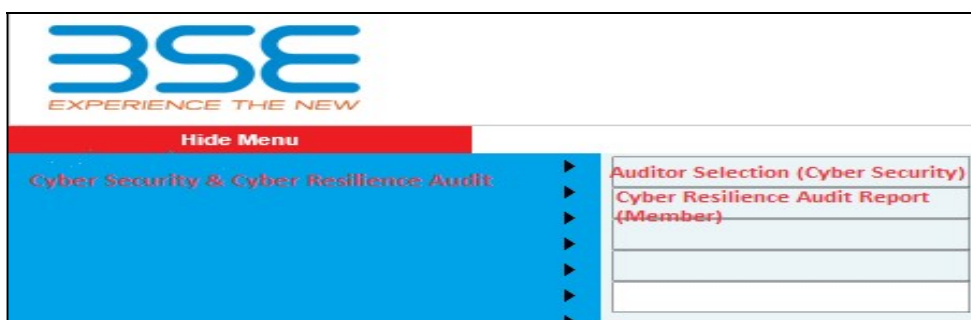 BSE
EXPERIENCE THE NEW
Hide Menu
Cyber Security & Cyber Resilience Audit
Auditor Selection (Cyber Security)
Cyber Resilience Audit Report
(Member)